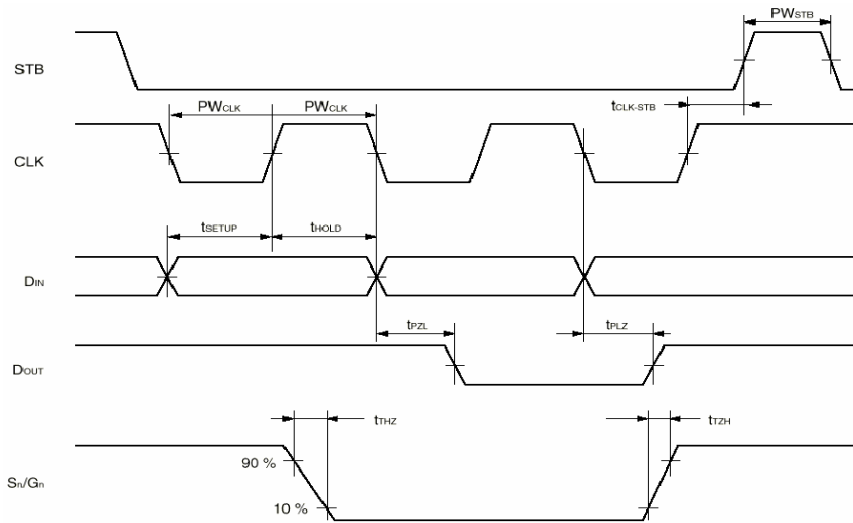 PWSTB
STB
tCLK-STB
PWCLK PWCLK
CLK
tSETUP tHOLD
DIN
tPZL tPLZ
DOUT
tTHZ tTZH
90 %
Sn/Gn
10 %